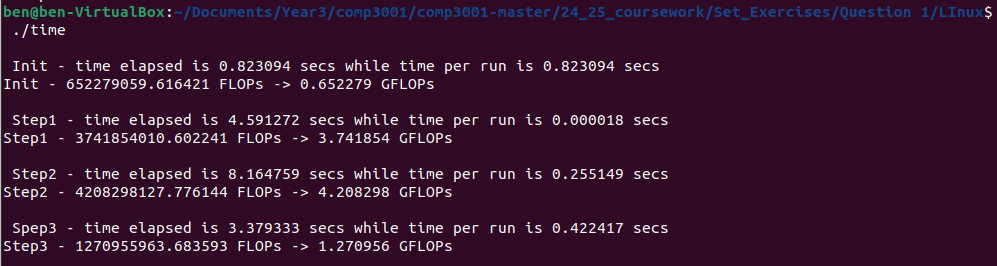 ben@ben-VirtualBox:~/Documents/Year3/comp3001/comp3001-master/24_25_coursework/Set_Exercises/Question 1/LInux$
./time
Init - time elapsed is 0.823094 secs while time per run is 0.823094 secs
Init - 652279059.616421 FLOPs -> 0.652279 GFLOPs
Step1 - time elapsed is 4.591272 secs while time per run is 0.000018 secs
Step1 - 3741854010.602241 FLOPs -> 3.741854 GFLOPs
Step2 - time elapsed is 8.164759 secs while time per run is 0.255149 secs
Step2 - 4208298127.776144 FLOPs -> 4.208298 GFLOPs
Spep3 - time elapsed is 3.379333 secs while time per run is 0.422417 secs
Step3 - 1270955963.683593 FLOPs -> 1.270956 GFLOPs